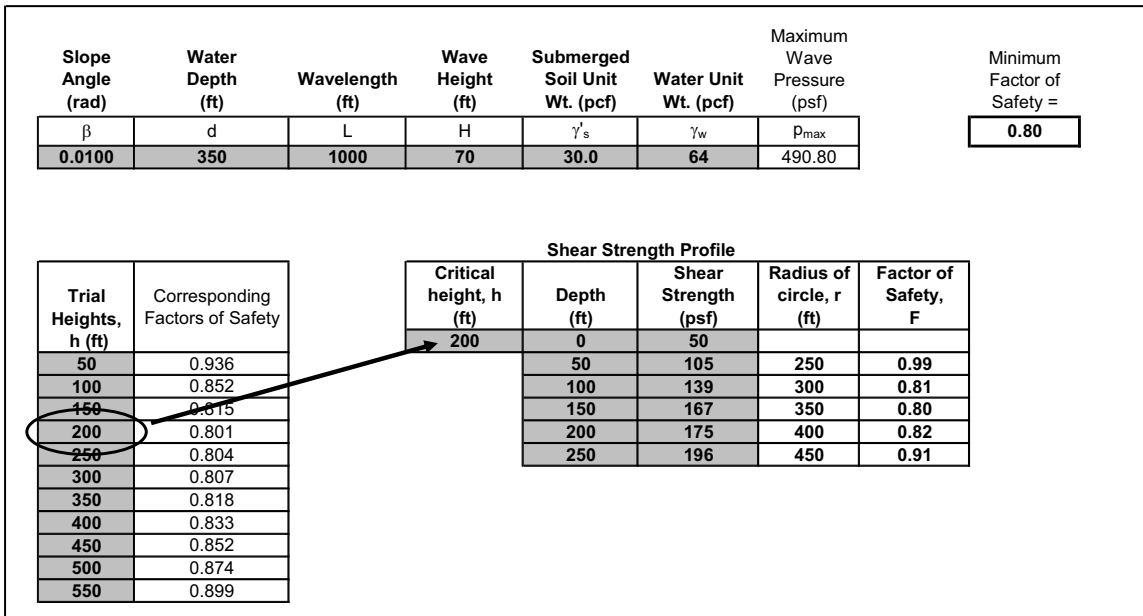 Slope Angle (rad) Water Depth (ft) Wavelength (ft) Wave Height (ft) Submerged Soil Unit Wt. (pcf) Water Unit Wt. (pcf) Maximum Wave Pressure (psf) Minimum Factor of Safety =
β d L H γ's γw pmax 0.80
0.0100 350 1000 70 30.0 64 490.80
Shear Strength Profile
Trial Heights, h (ft) Corresponding Factors of Safety Critical height, h (ft) Depth (ft) Shear Strength (psf) Radius of circle, r (ft) Factor of Safety, F
200 0 50
50 0.936 50 105 250 0.99
100 0.852 100 139 300 0.81
150 0.815 150 167 350 0.80
200 0.801 200 175 400 0.82
250 0.804 250 196 450 0.91
300 0.807
350 0.818
400 0.833
450 0.852
500 0.874
550 0.899